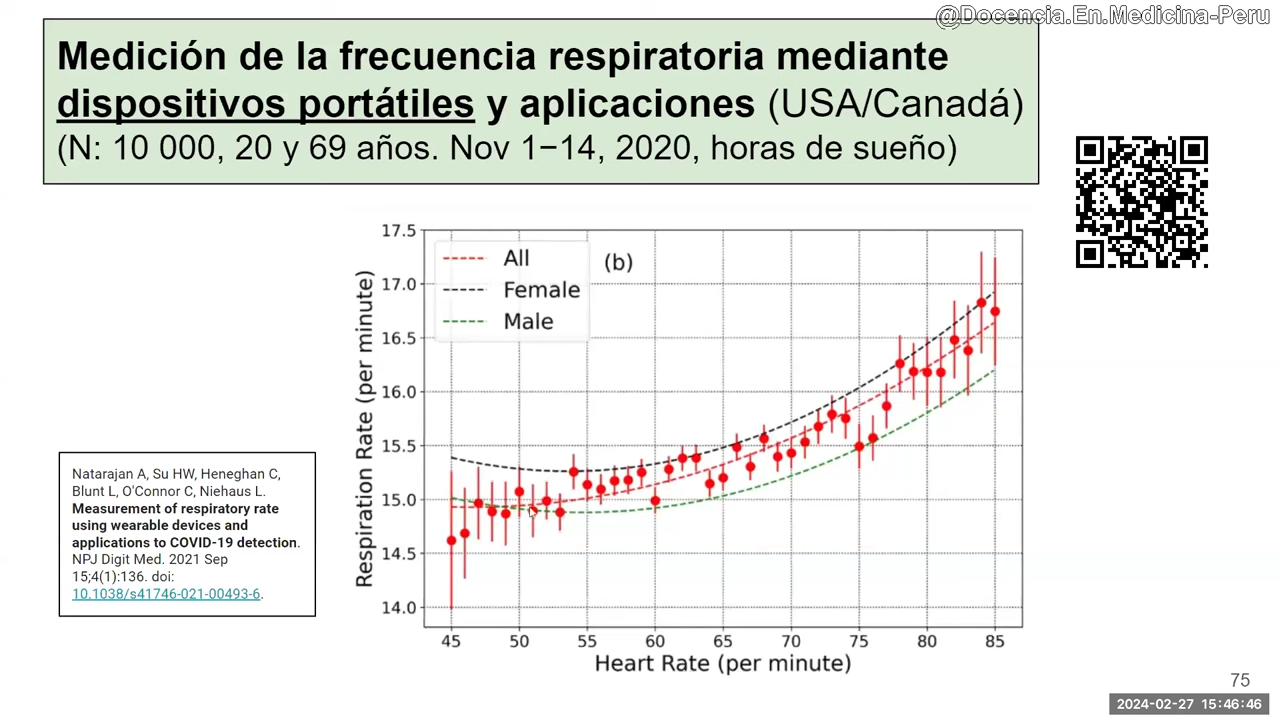 @Docencia.En.Medicina-Peru
Medición de la frecuencia respiratoria mediante
dispositivos portátiles y aplicaciones (USA/Canadá)
(N: 10 000, 20 y 69 años. Nov 1−14, 2020, horas de sueño)
17.5
17.0
16.5
16.0
15.5
15.0
14.5
14.0
Respiration Rate (per minute)
All
Female
Male
(b)
45 50 55 60 65 70 75 80 85
Heart Rate (per minute)
Natarajan A, Su HW, Heneghan C,
Blunt L, O'Connor C, Niehaus L.
Measurement of respiratory rate
using wearable devices and
applications to COVID-19 detection.
NPJ Digit Med. 2021 Sep
15;4(1):136. doi:
10.1038/s41746-021-00493-6.
75
2024-02-27 15:46:46